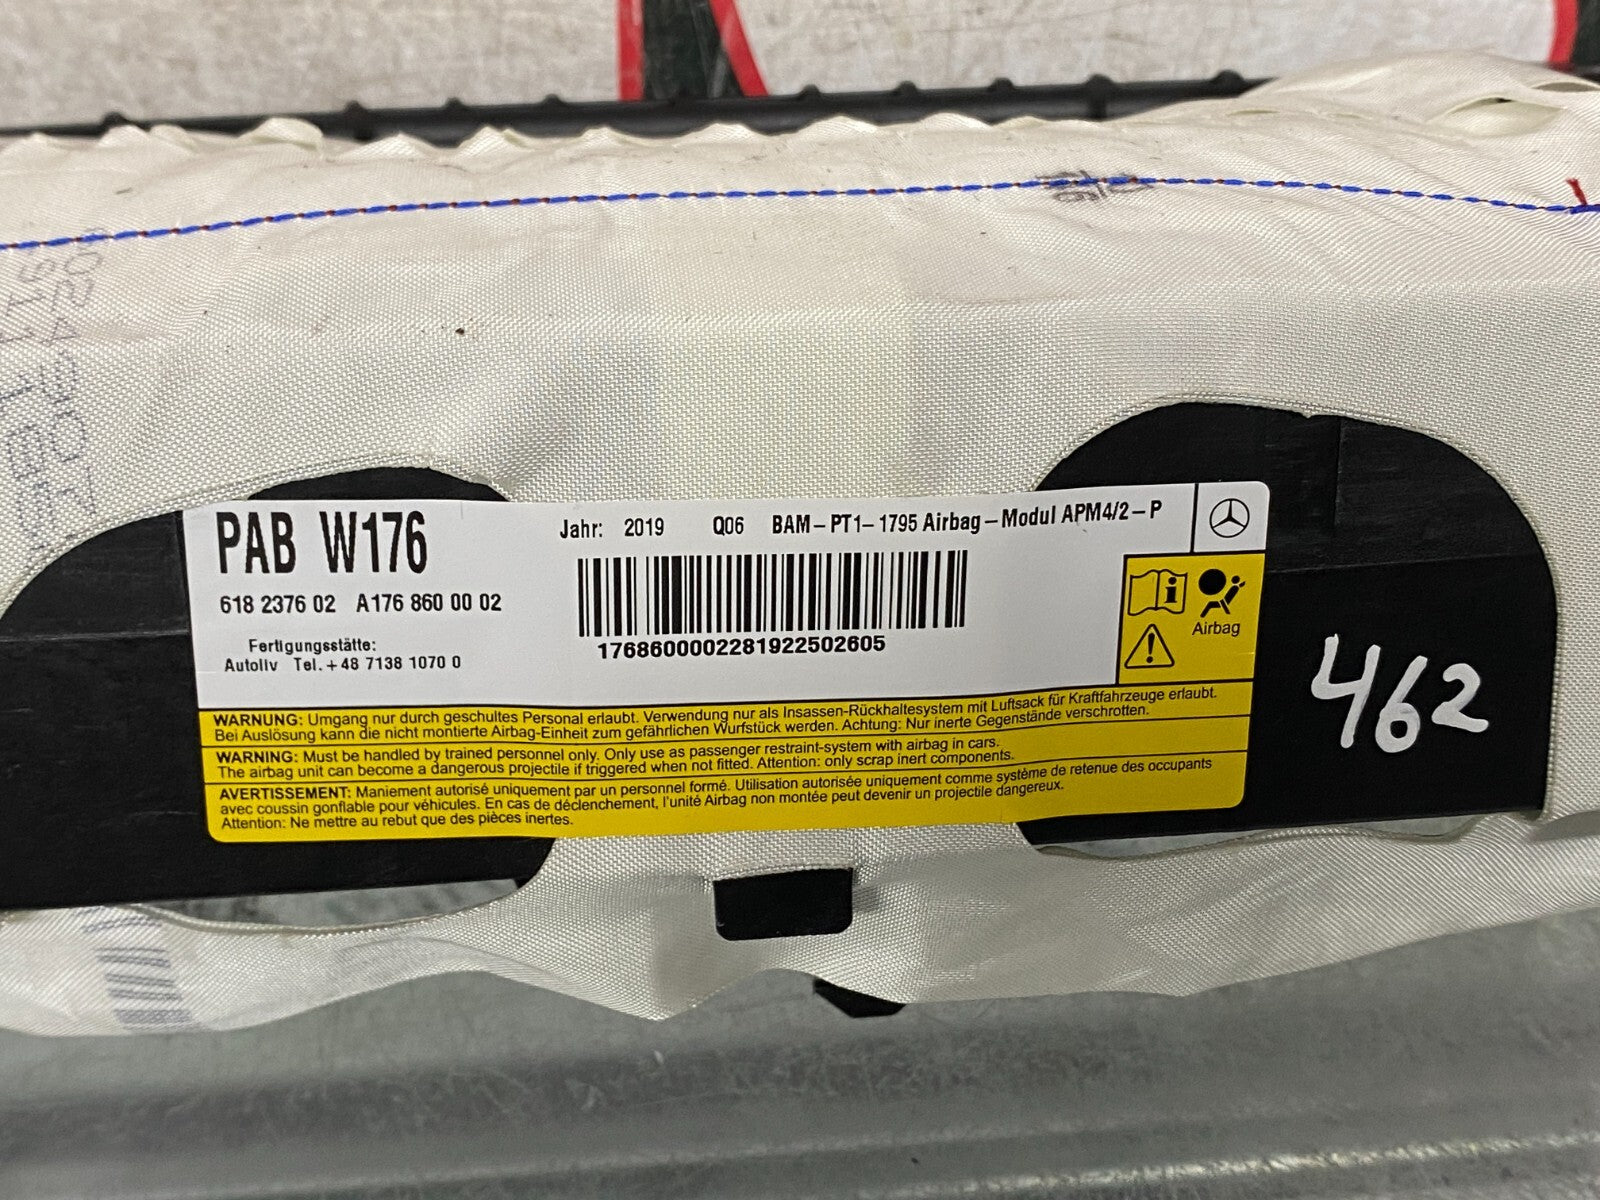 PAB W176
Jahr: 2019 Q06 BAM-PT1-1795 Airbag-Modul APM4/2-P
618 2376 02 A176 860 00 02
Fertigungsstätte:
Autoliv Tel.+48 7138 1070 0
1768600002281922502605
Airbag
WARNUNG: Umgang nur durch geschultes Personal erlaubt. Verwendung nur als Insassen-Rückhaltesystem mit Luftsack für Kraftfahrzeuge erlaubt.
Bei Auslösung kann die nicht montierte Airbag-Einheit zum gefährlichen Wurfstück werden. Achtung: Nur inerte Gegenstände verschrotten.
WARNING: Must be handled by trained personnel only. Only use as passenger restraint-system with airbag in cars.
The airbag unit can become a dangerous projectile if triggered when not fitted. Attention: only scrap inert components.
AVERTISSEMENT: Maniement autorisé uniquement par un personnel formé. Utilisation autorisée uniquement comme système de retenue des occupants
avec coussin gonflable pour véhicules. En cas de déclenchement, l'unité Airbag non montée peut devenir un projectile dangereux.
Attention: Ne mettre au rebut que des pièces inertes.
462